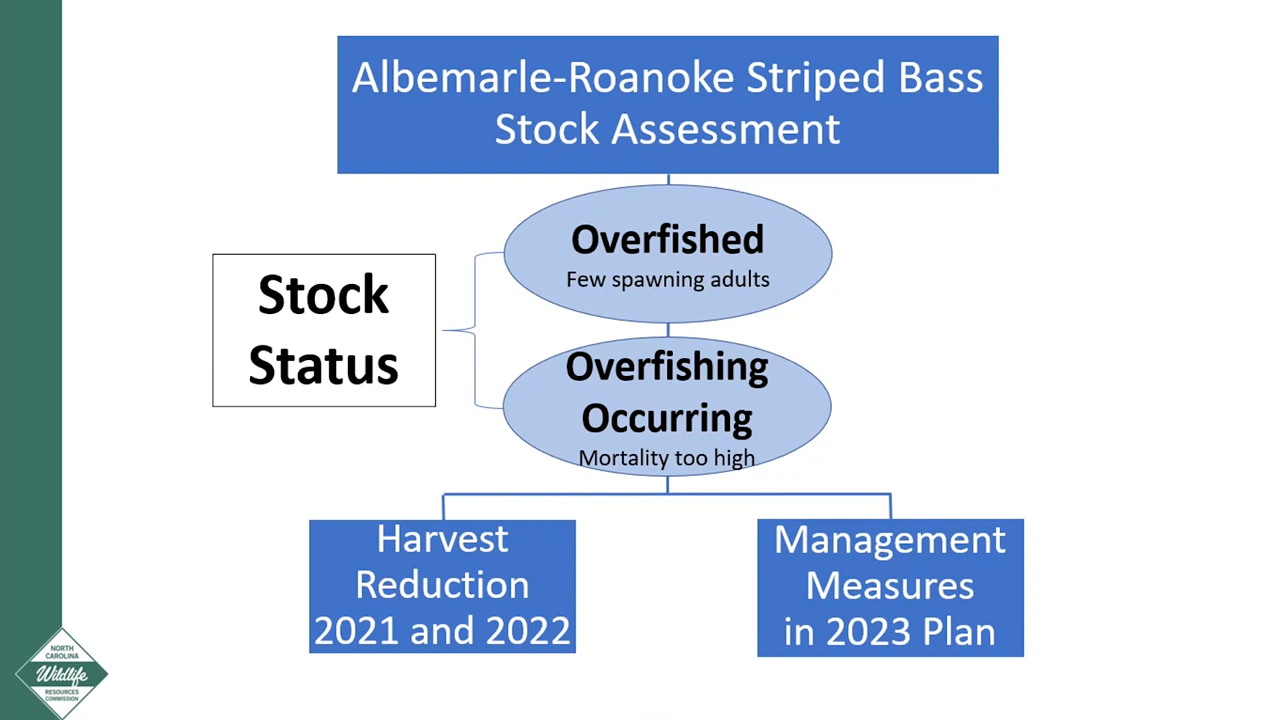 Albemarle-Roanoke Striped Bass
Stock Assessment
Overfished
Few spawning adults
Stock
Status
Overfishing
Occurring
Mortality too high
Harvest
Reduction
2021 and 2022
Management
Measures
in 2023 Plan
NORTH
CAROLINA
Wildlife
RESOURCES
COMMISSION